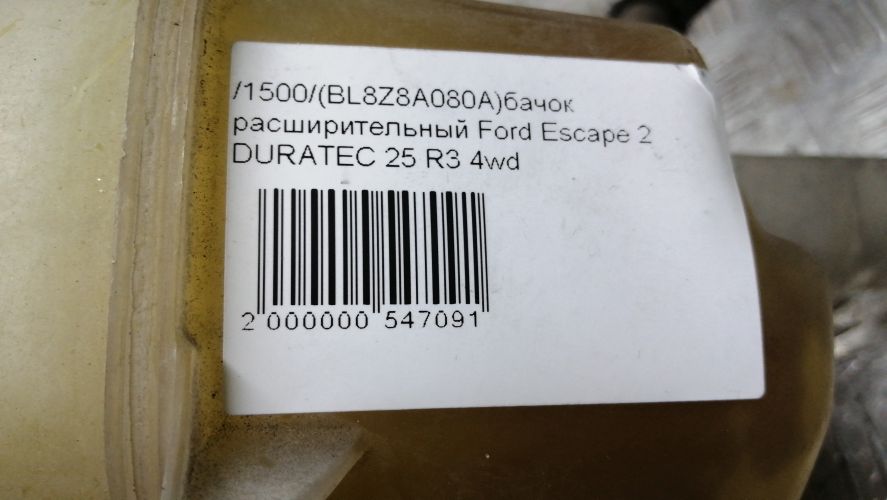 /1500/(BL8Z8A080A)бачок
расширительный Ford Escape 2
DURATEC 25 R3 4wd
2 000000 547091